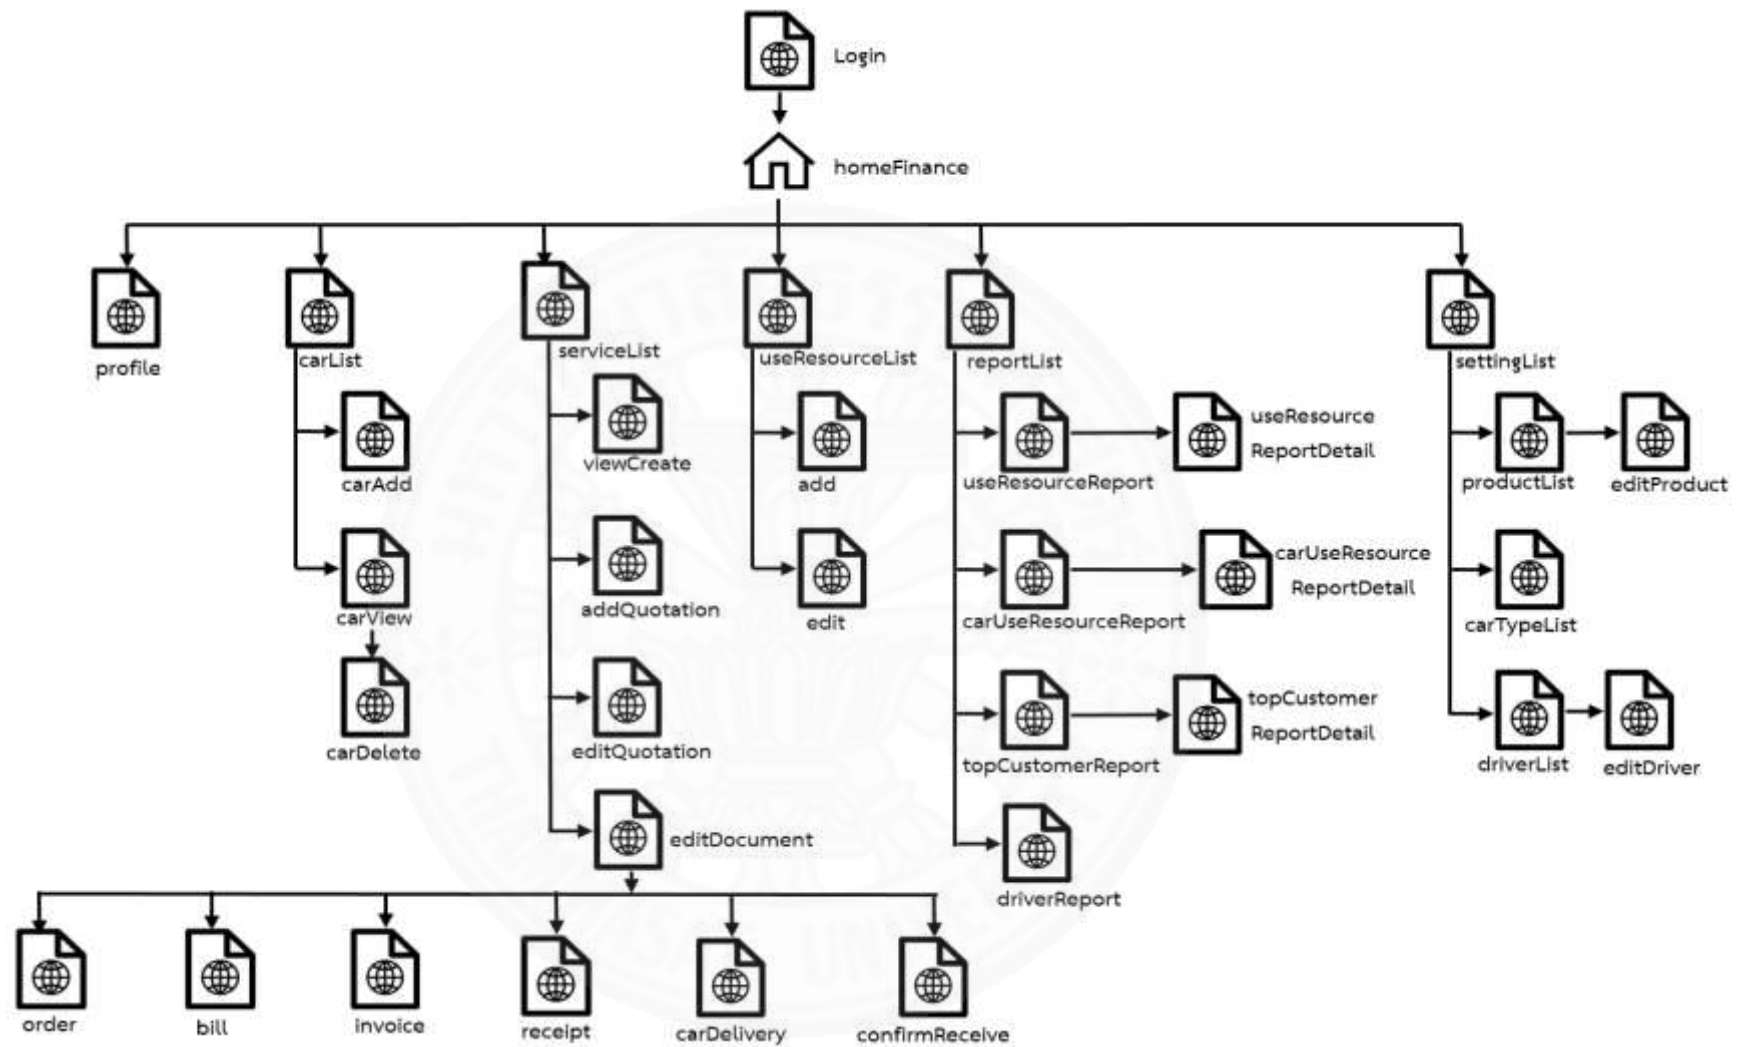 Login
homeFinance
profile
carList
serviceList
useResourceList
reportList
settingList
carAdd
carView
carDelete
viewCreate
addQuotation
editQuotation
editDocument
add
edit
useResourceReport
useResource
ReportDetail
carUseResourceReport
carUseResource
ReportDetail
topCustomerReport
topCustomer
ReportDetail
driverReport
productList
editProduct
carTypeList
driverList
editDriver
order
bill
invoice
receipt
carDelivery
confirmReceive